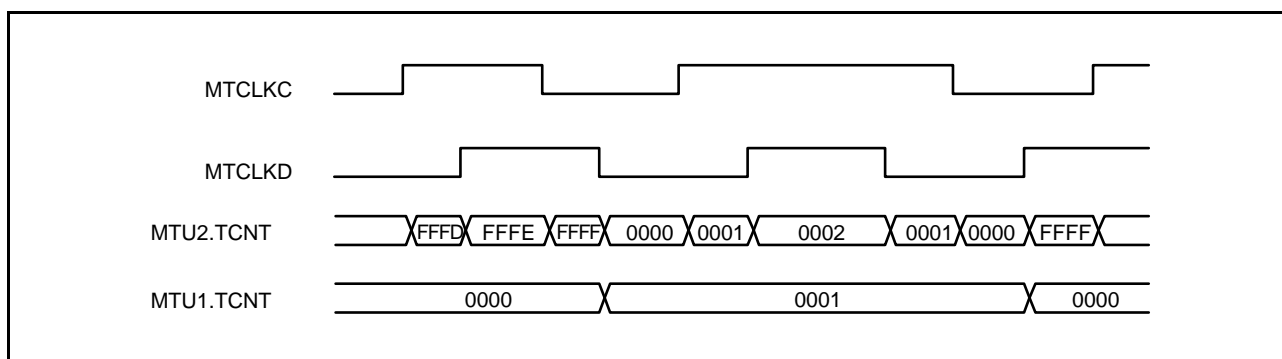 MTCLKC
MTCLKD
MTU2.TCNT FFFD FFFE FFFF 0000 0001 0002 0001 0000 FFFF
MTU1.TCNT 0000 0001 0000